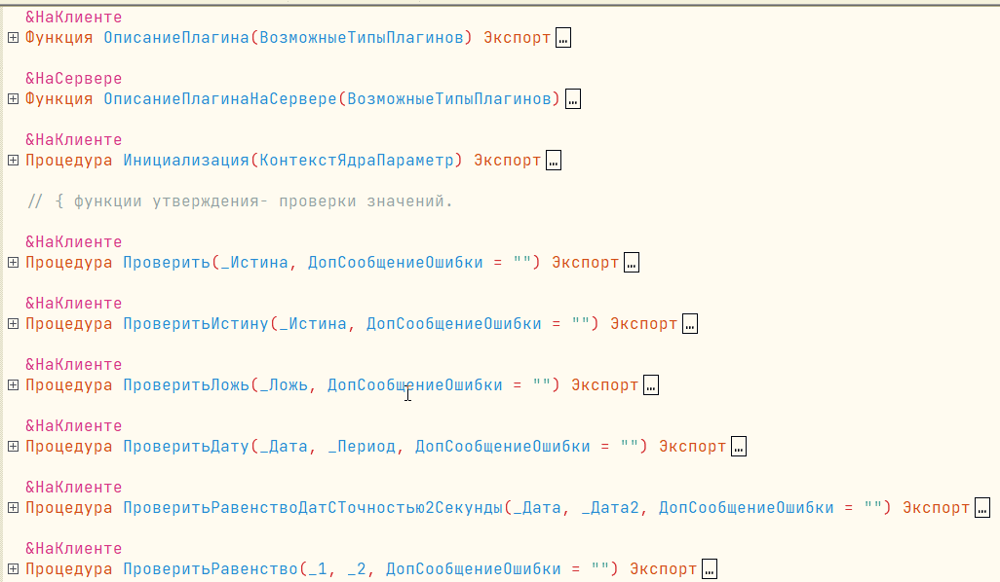 &НаКлиенте
Функция ОписаниеПлагина(ВозможныеТипыПлагинов) Экспорт…
&НаСервере
Функция ОписаниеПлагинаНаСервере(ВозможныеТипыПлагинов)…
&НаКлиенте
Процедура Инициализация(КонтекстЯдраПараметр) Экспорт…
// { функции утверждения- проверки значений.
&НаКлиенте
Процедура Проверить(_Истина, ДопСообщениеОшибки = "") Экспорт…
&НаКлиенте
Процедура ПроверитьИстину(_Истина, ДопСообщениеОшибки = "") Экспорт…
&НаКлиенте
Процедура ПроверитьЛожь(_Ложь, ДопСообщениеОшибки = "") Экспорт…
&НаКлиенте
Процедура ПроверитьДату(_Дата, _Период, ДопСообщениеОшибки = "") Экспорт…
&НаКлиенте
Процедура ПроверитьРавенствоДатСТочностью2Секунды(_Дата, _Дата2, ДопСообщениеОшибки = "") Экспорт…
&НаКлиенте
Процедура ПроверитьРавенство(_1, _2, ДопСообщениеОшибки = "") Экспорт…